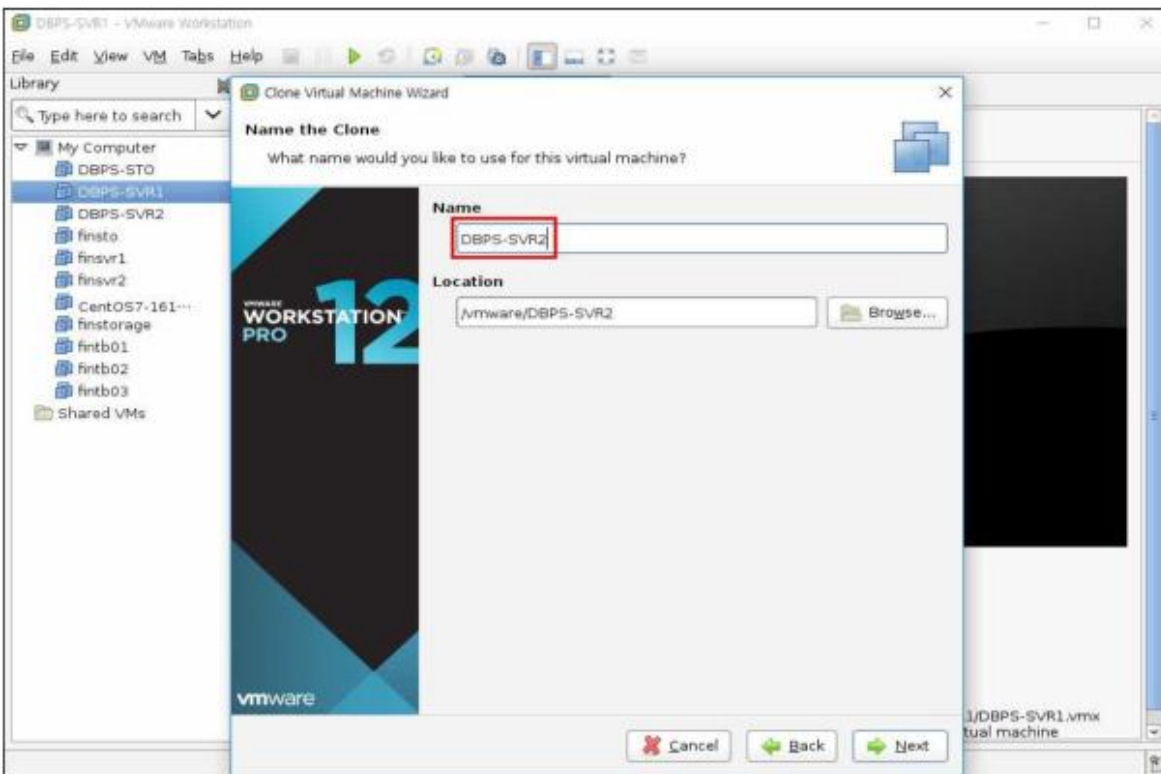 DBPS-SVR1 - VMware Workstation
File Edit View VM Tabs Help
Library
Type here to search
My Computer
DBPS-STO
DBPS-SVR1
DBPS-SVR2
finsto
finsvr1
finsvr2
CentOS7-161···
finstorage
fintb01
fintb02
fintb03
Shared VMs
Clone Virtual Machine Wizard
Name the Clone
What name would you like to use for this virtual machine?
VMWARE
WORKSTATION
PRO
12
vmware
Name
DBPS-SVR2
Location
/vmware/DBPS-SVR2
Browse...
Cancel Back Next
1/DBPS-SVR1.vmx
tual machine